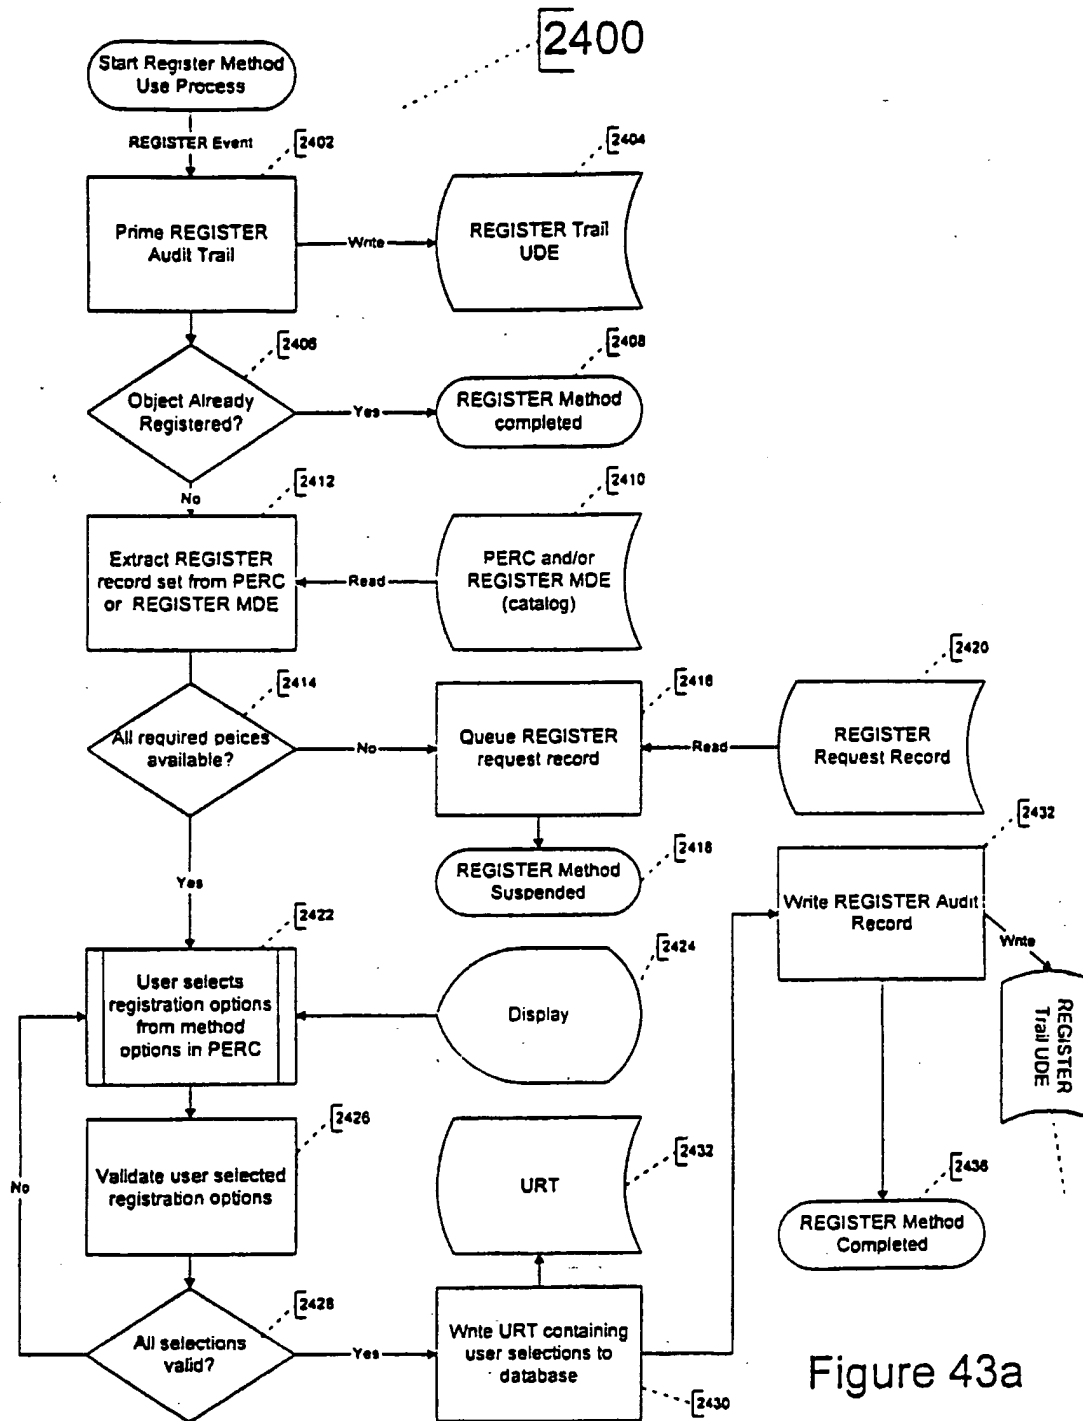 2400
Start Register Method
Use Process
REGISTER Event
2402
2404
Prime REGISTER
Audit Trail
Write
REGISTER Trail
UDE
2406
2408
Object Already
Registered?
Yes
REGISTER Method
completed
No
2412
2410
Extract REGISTER
record set from PERC
or REGISTER MDE
Read
PERC and/or
REGISTER MDE
(catalog)
2414
2416
2420
All required peices
available?
No
Queue REGISTER
request record
Read
REGISTER
Request Record
2418
REGISTER Method
Suspended
2432
Write REGISTER Audit
Record
Write
REGISTER
Trail UDE
Yes
2422
2424
User selects
registration options
from method
options in PERC
Display
2426
Validate user selected
registration options
No
2432
URT
2436
REGISTER Method
Completed
2428
All selections
valid?
Yes
Write URT containing
user selections to
database
2430
Figure 43a